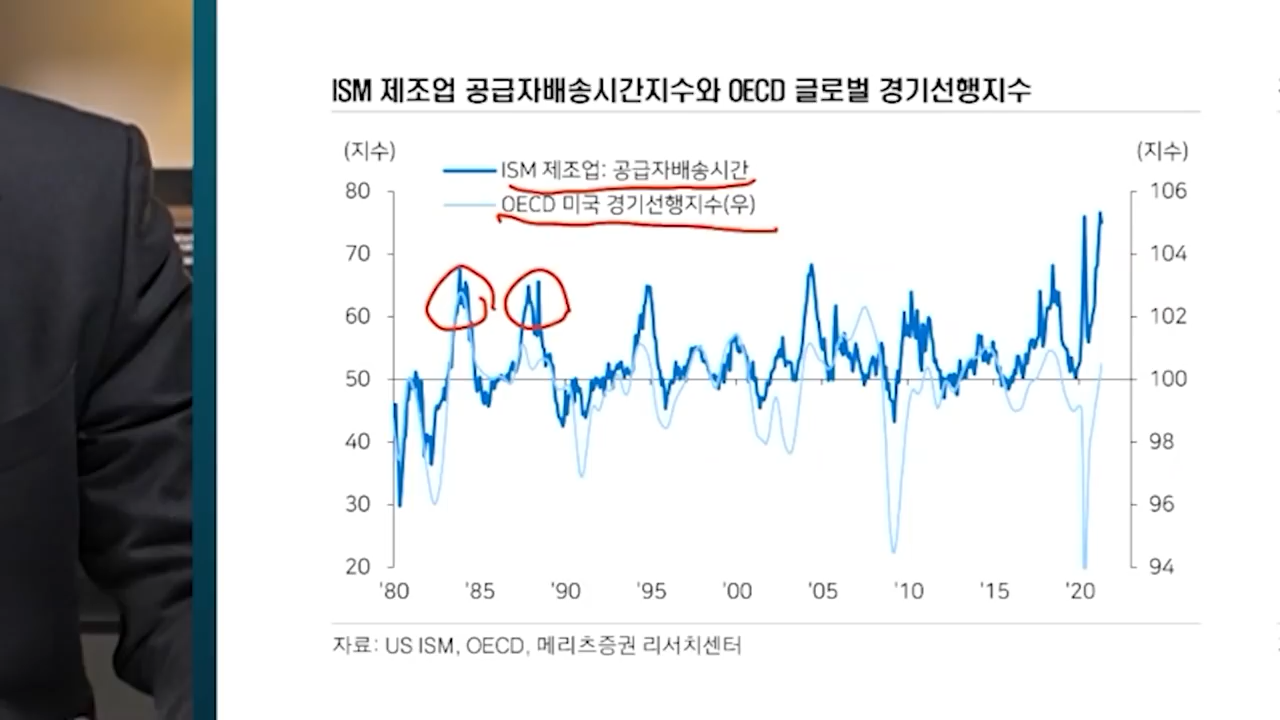 ISM 제조업 공급자배송시간지수와 OECD 글로벌 경기선행지수
(지수) (지수)
ISM 제조업: 공급자배송시간
OECD 미국 경기선행지수(우)
80 106
70 104
60 102
50 100
40 98
30 96
20 94
'80 '85 '90 '95 '00 '05 '10 '15 '20
자료: US ISM, OECD, 메리츠증권 리서치센터